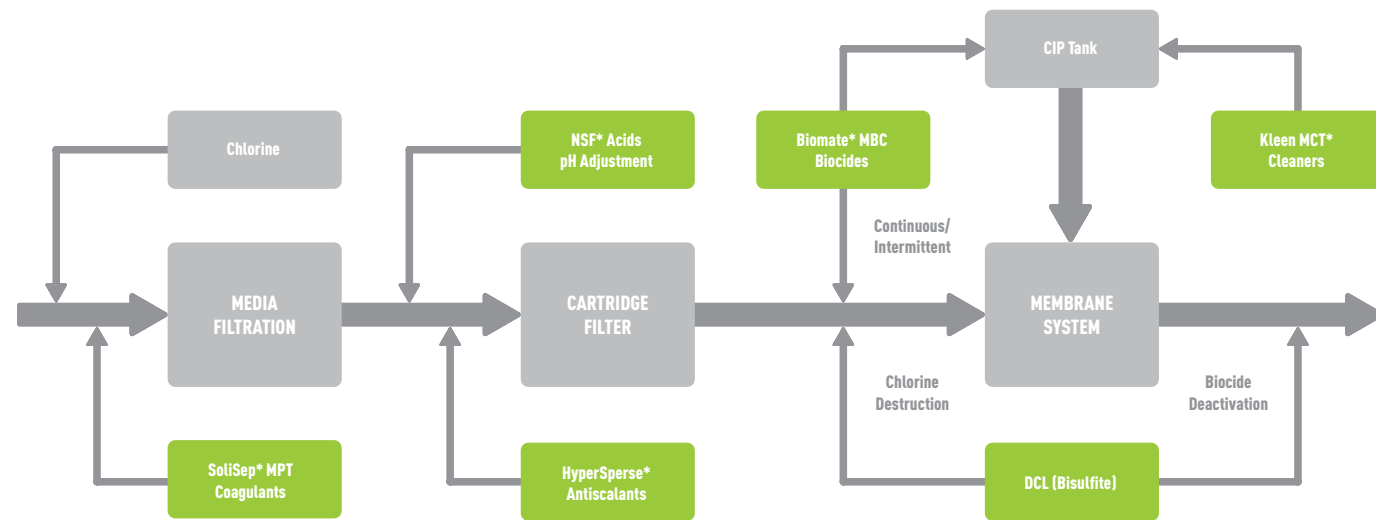 CIP Tank
Chlorine
NSF* Acids
pH Adjustment
Biomate* MBC
Biocides
Kleen MCT*
Cleaners
Continuous/
Intermittent
MEDIA
FILTRATION
CARTRIDGE
FILTER
MEMBRANE
SYSTEM
Chlorine
Destruction
Biocide
Deactivation
SoliSep* MPT
Coagulants
HyperSperse*
Antiscalants
DCL (Bisulfite)